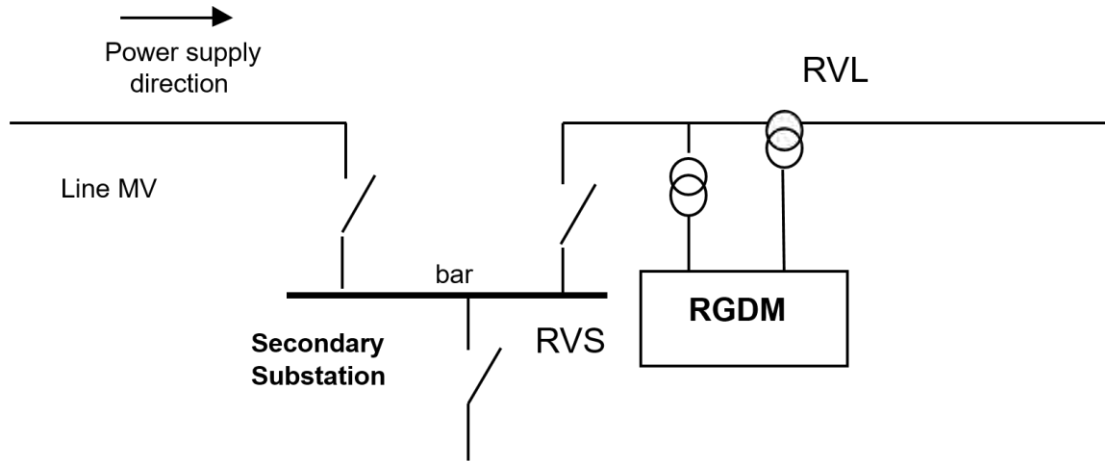 Power supply
direction
RVL
Line MV
bar
RGDM
RVS
Secondary
Substation